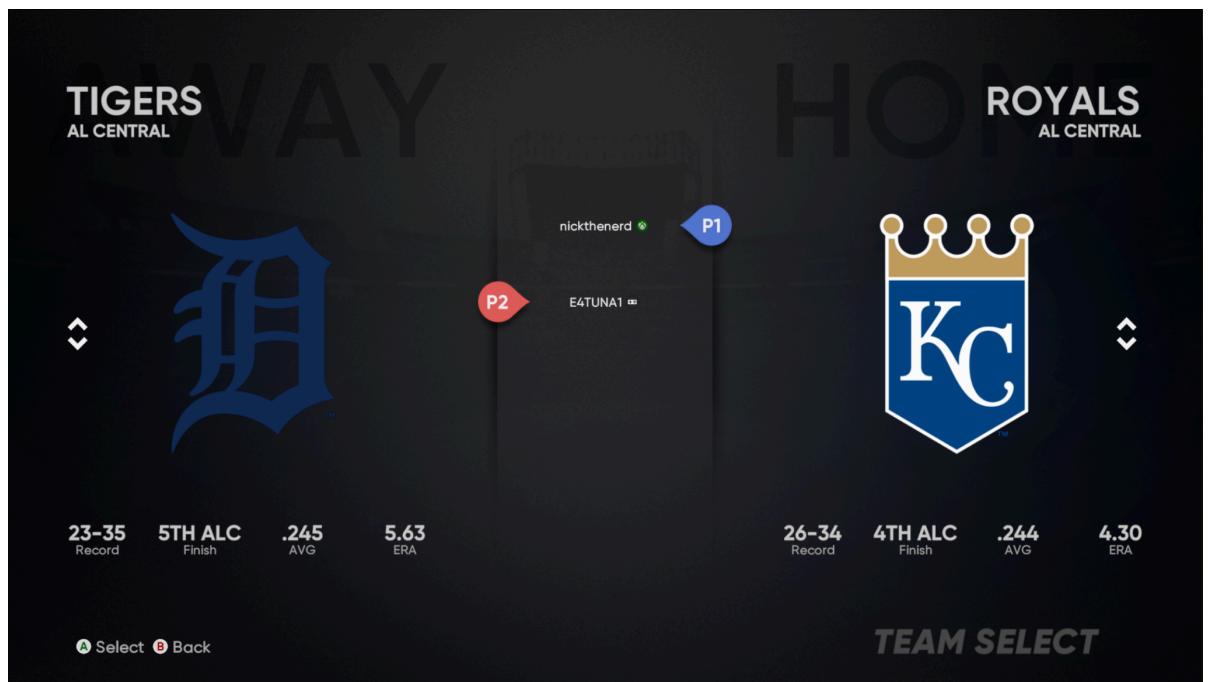 AWAY
HOME
TIGERS
AL CENTRAL
ROYALS
AL CENTRAL
nickthenerd
P1
P2
E4TUNA1
D
TM
KC
TM
23-35 5TH ALC .245 5.63
Record Finish AVG ERA
26-34 4TH ALC .244 4.30
Record Finish AVG ERA
A Select B Back
TEAM SELECT